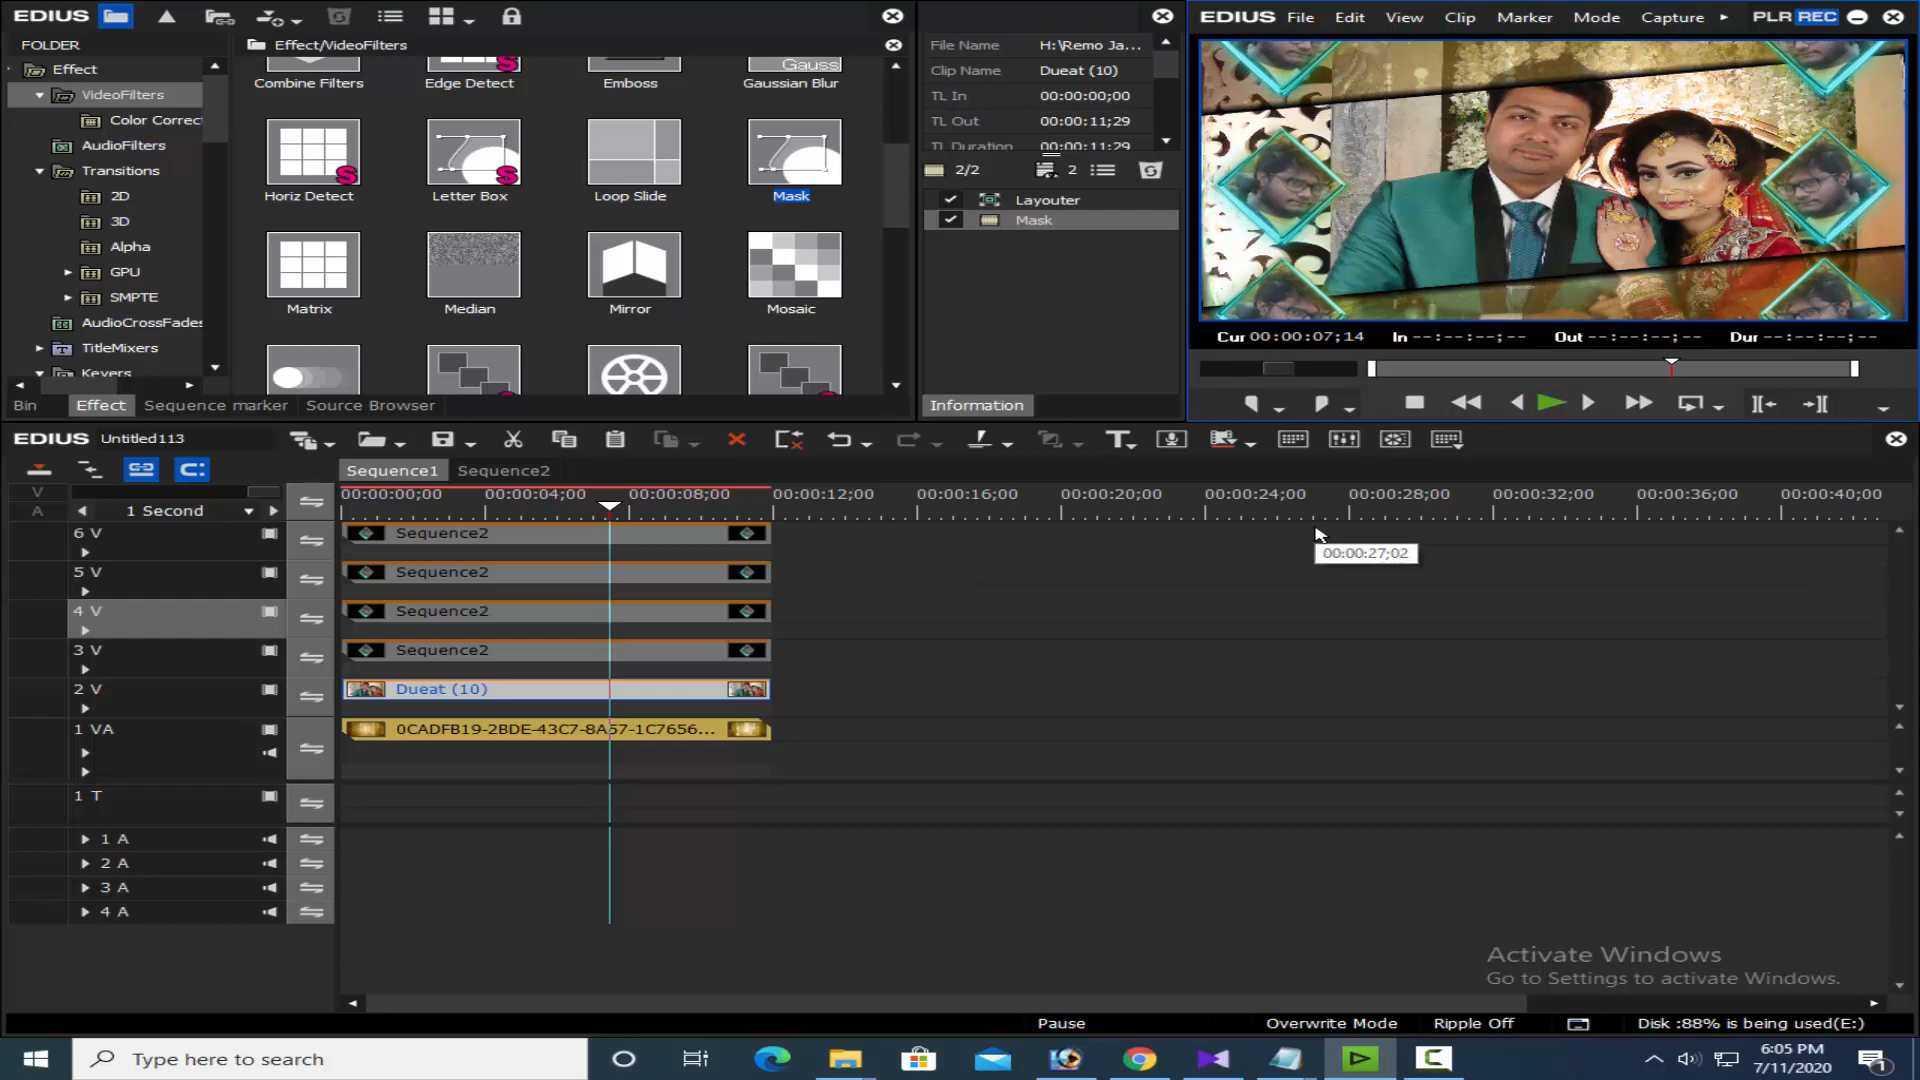 EDIUS
FOLDER
Effect
VideoFilters
Color Correc
AudioFilters
Transitions
2D
3D
Alpha
GPU
SMPTE
AudioCrossFades
TitleMixers
Keyers
Bin
Effect
Sequence marker
Source Browser
Effect/VideoFilters
Gauss
Combine Filters
Edge Detect
Emboss
Gaussian Blur
Horiz Detect
Letter Box
Loop Slide
Mask
Matrix
Median
Mirror
Mosaic
File Name H:\Remo Ja...
Clip Name Dueat (10)
TL In 00:00:00;00
TL Out 00:00:11;29
TL Duration 00:00:11:29
2/2 2
Layouter
Mask
Information
EDIUS File Edit View Clip Marker Mode Capture PLR REC
Cur 00:00:07;14 In --:--:--;-- Out --:--:--;-- Dur --:--:--;--
EDIUS Untitled113
Sequence1 Sequence2
V
A
1 Second
00:00:00;00 00:00:04;00 00:00:08;00 00:00:12;00 00:00:16;00 00:00:20;00 00:00:24;00 00:00:28;00 00:00:32;00 00:00:36;00 00:00:40;00
6 V Sequence2
00:00:27;02
5 V Sequence2
4 V Sequence2
3 V Sequence2
2 V Dueat (10)
1 VA 0CADFB19-2BDE-43C7-8A57-1C7656...
1 T
1 A
2 A
3 A
4 A
Activate Windows
Go to Settings to activate Windows.
Pause Overwrite Mode Ripple Off Disk :88% is being used(E:)
Type here to search
6:05 PM
7/11/2020
1